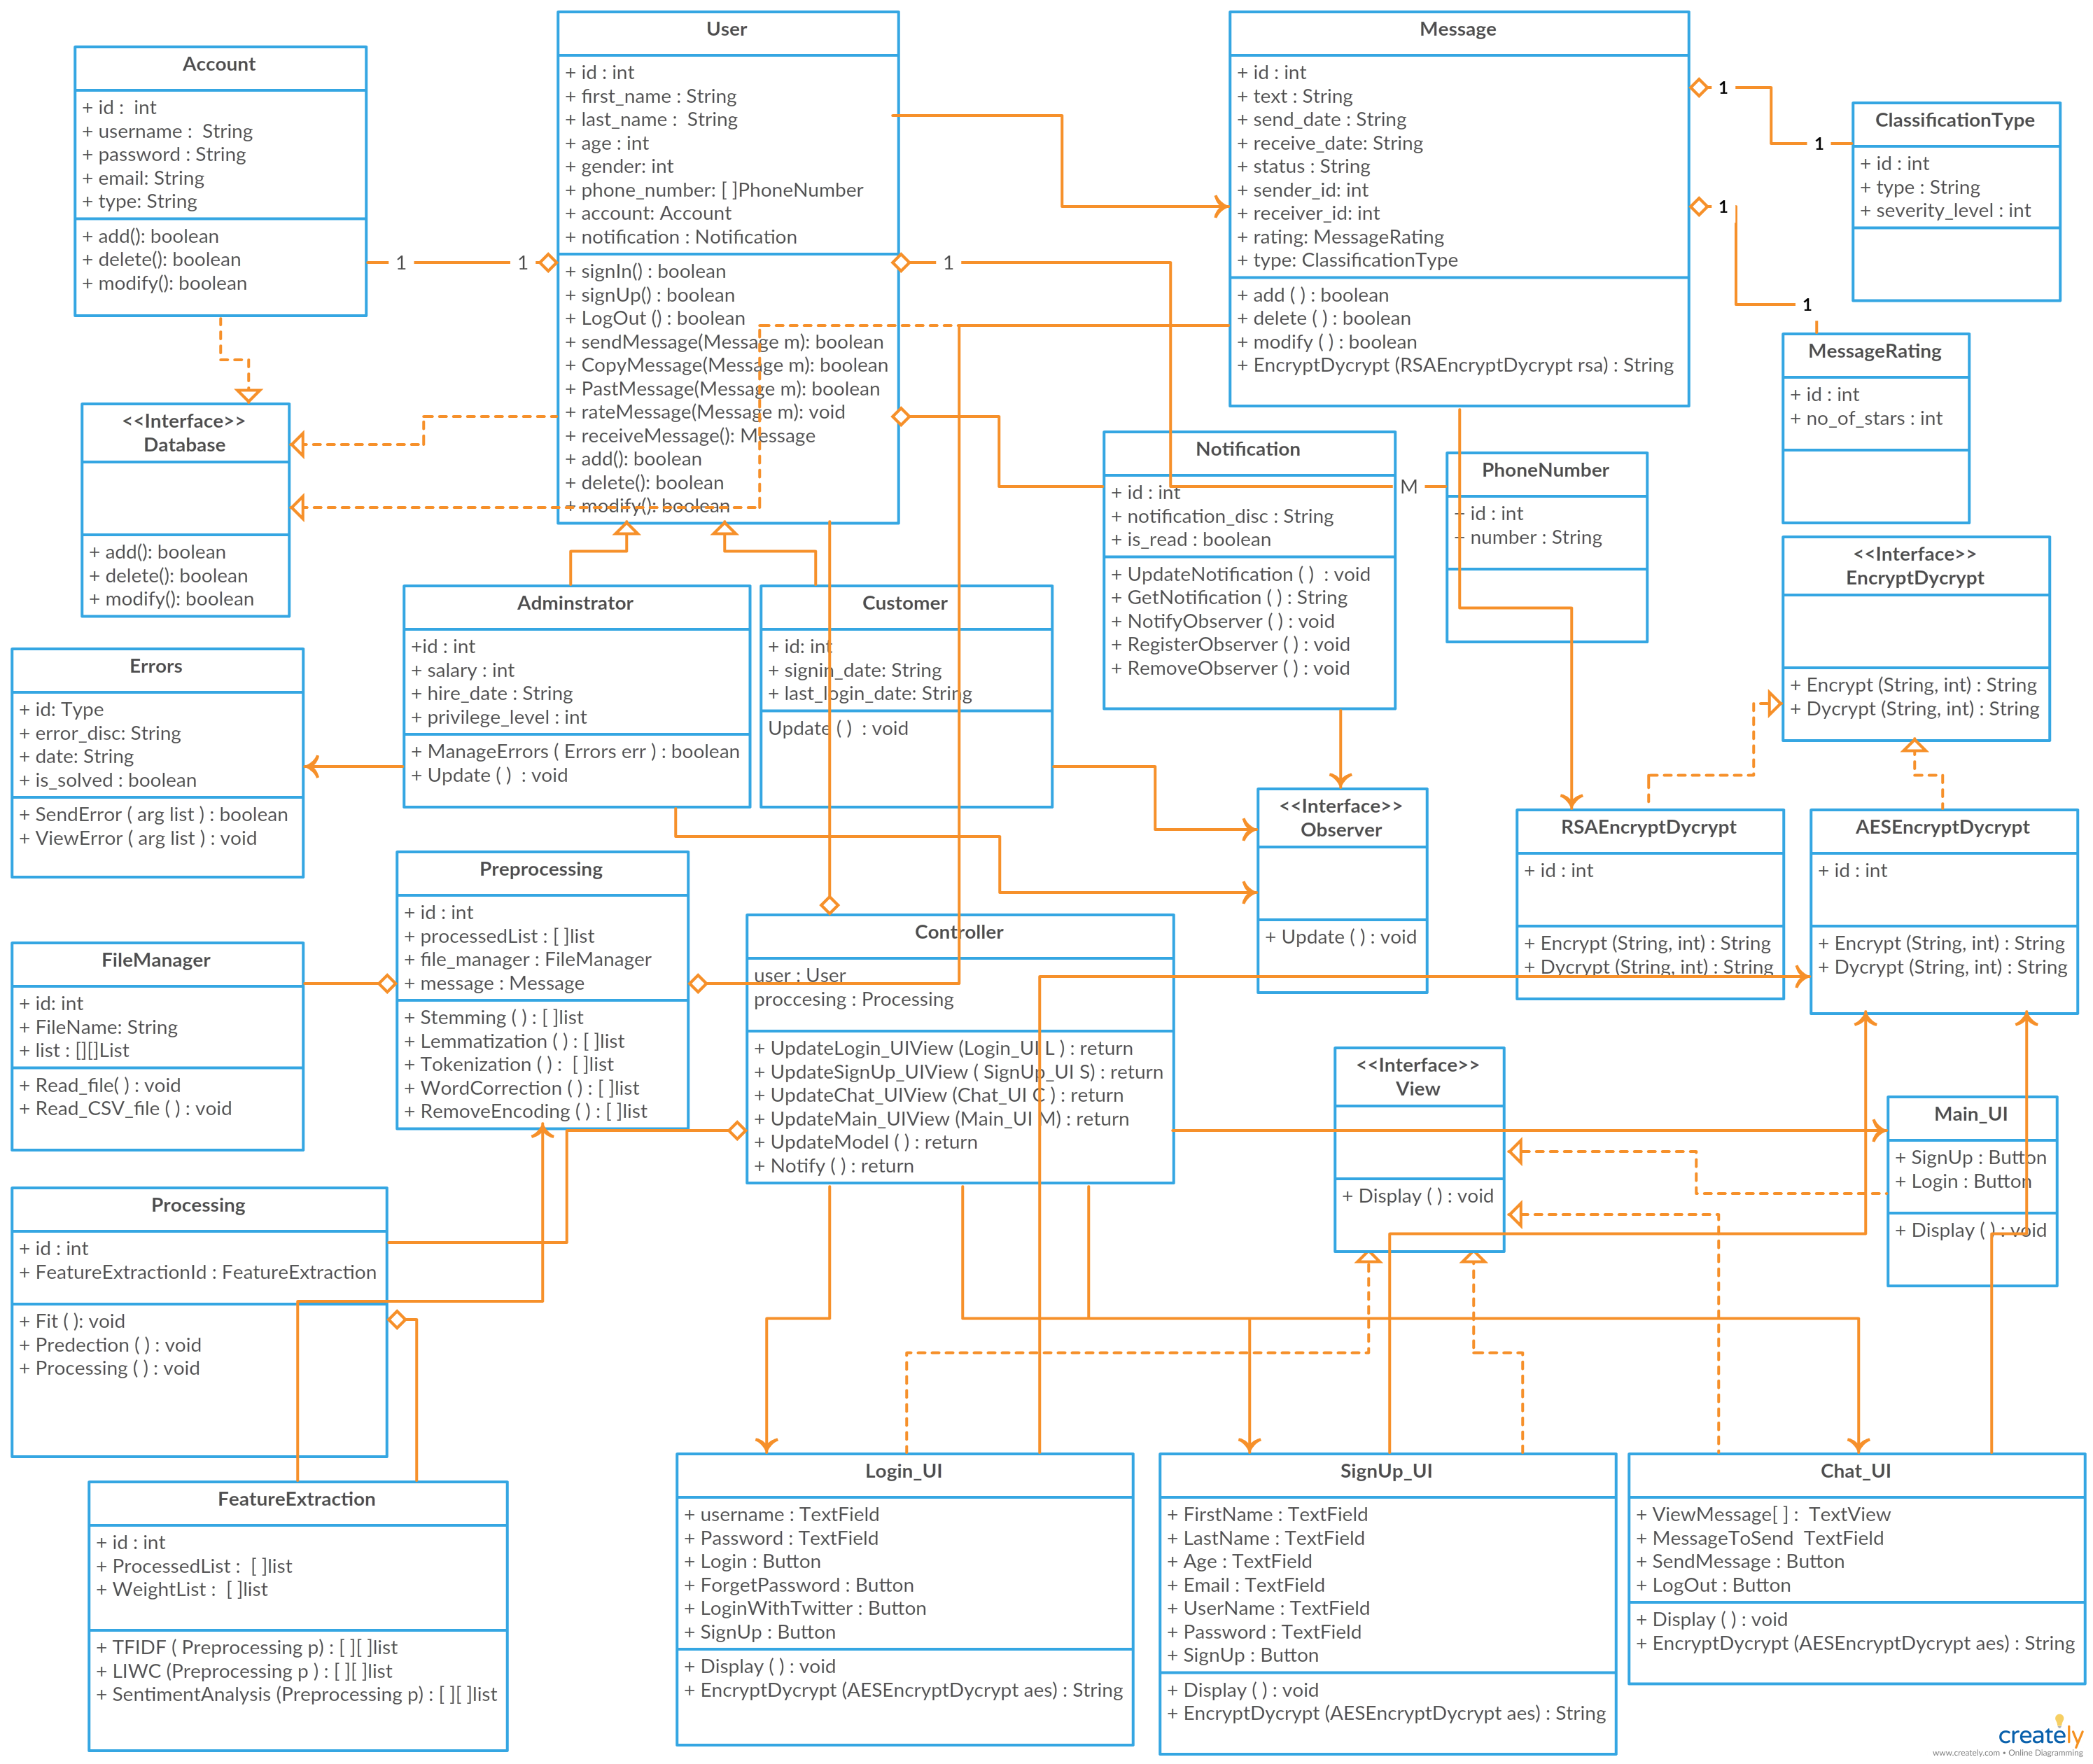 Account
+ id :  int
+ username :  String
+ password : String
+ email: String
+ type: String
+ add(): boolean
+ delete(): boolean
+ modify(): boolean
User
+ id : int
+ first_name : String
+ last_name :  String
+ age : int
+ gender: int
+ phone_number: [ ]PhoneNumber
+ account: Account
+ notification : Notification
+ signIn() : boolean
+ signUp() : boolean
+ LogOut () : boolean
+ sendMessage(Message m): boolean
+ CopyMessage(Message m): boolean
+ PastMessage(Message m): boolean
+ rateMessage(Message m): void
+ receiveMessage(): Message
+ add(): boolean
+ delete(): boolean
+ modify(): boolean
Message
+ id : int
+ text : String
+ send_date : String
+ receive_date: String
+ status : String
+ sender_id: int
+ receiver_id: int
+ rating: MessageRating
+ type: ClassificationType
+ add ( ) : boolean
+ delete ( ) : boolean
+ modify ( ) : boolean
+ EncryptDycrypt (RSAEncryptDycrypt rsa) : String
1
1
1
1
1
1
1
M
ClassificationType
+ id : int
+ type : String
+ severity_level : int
MessageRating
+ id : int
+ no_of_stars : int
<<Interface>>
Database
+ add(): boolean
+ delete(): boolean
+ modify(): boolean
Notification
+ id : int
+ notification_disc : String
+ is_read : boolean
+ UpdateNotification ( )  : void
+ GetNotification ( ) : String
+ NotifyObserver ( ) : void
+ RegisterObserver ( ) : void
+ RemoveObserver ( ) : void
PhoneNumber
+ id : int
+ number : String
<<Interface>>
EncryptDycrypt
+ Encrypt (String, int) : String
+ Dycrypt (String, int) : String
Errors
+ id: Type
+ error_disc: String
+ date: String
+ is_solved : boolean
+ SendError ( arg list ) : boolean
+ ViewError ( arg list ) : void
Adminstrator
+id : int
+ salary : int
+ hire_date : String
+ privilege_level : int
+ ManageErrors ( Errors err ) : boolean
+ Update ( )  : void
Customer
+ id: int
+ signin_date: String
+ last_login_date: String
Update ( )  : void
<<Interface>>
Observer
+ Update ( ) : void
RSAEncryptDycrypt
+ id : int
+ Encrypt (String, int) : String
+ Dycrypt (String, int) : String
AESEncryptDycrypt
+ id : int
+ Encrypt (String, int) : String
+ Dycrypt (String, int) : String
FileManager
+ id: int
+ FileName: String
+ list : [][]List
+ Read_file( ) : void
+ Read_CSV_file ( ) : void
Preprocessing
+ id : int
+ processedList : [ ]list
+ file_manager : FileManager
+ message : Message
+ Stemming ( ) : [ ]list
+ Lemmatization ( ) : [ ]list
+ Tokenization ( ) :  [ ]list
+ WordCorrection ( ) : [ ]list
+ RemoveEncoding ( ) : [ ]list
Controller
user : User
proccesing : Processing
+ UpdateLogin_UIView (Login_UI L ) : return
+ UpdateSignUp_UIView ( SignUp_UI S) : return
+ UpdateChat_UIView (Chat_UI C ) : return
+ UpdateMain_UIView (Main_UI M) : return
+ UpdateModel ( ) : return
+ Notify ( ) : return
<<Interface>>
View
+ Display ( ) : void
Main_UI
+ SignUp : Button
+ Login : Button
+ Display ( ) : void
Processing
+ id : int
+ FeatureExtractionId : FeatureExtraction
+ Fit ( ): void
+ Predection ( ) : void
+ Processing ( ) : void
FeatureExtraction
+ id : int
+ ProcessedList :  [ ]list
+ WeightList :  [ ]list
+ TFIDF ( Preprocessing p) : [ ][ ]list
+ LIWC (Preprocessing p ) : [ ][ ]list
+ SentimentAnalysis (Preprocessing p) : [ ][ ]list
Login_UI
+ username : TextField
+ Password : TextField
+ Login : Button
+ ForgetPassword : Button
+ LoginWithTwitter : Button
+ SignUp : Button
+ Display ( ) : void
+ EncryptDycrypt (AESEncryptDycrypt aes) : String
SignUp_UI
+ FirstName : TextField
+ LastName : TextField
+ Age : TextField
+ Email : TextField
+ UserName : TextField
+ Password : TextField
+ SignUp : Button
+ Display ( ) : void
+ EncryptDycrypt (AESEncryptDycrypt aes) : String
Chat_UI
+ ViewMessage[ ] :  TextView
+ MessageToSend  TextField
+ SendMessage : Button
+ LogOut : Button
+ Display ( ) : void
+ EncryptDycrypt (AESEncryptDycrypt aes) : String
creately
www.creately.com • Online Diagramming